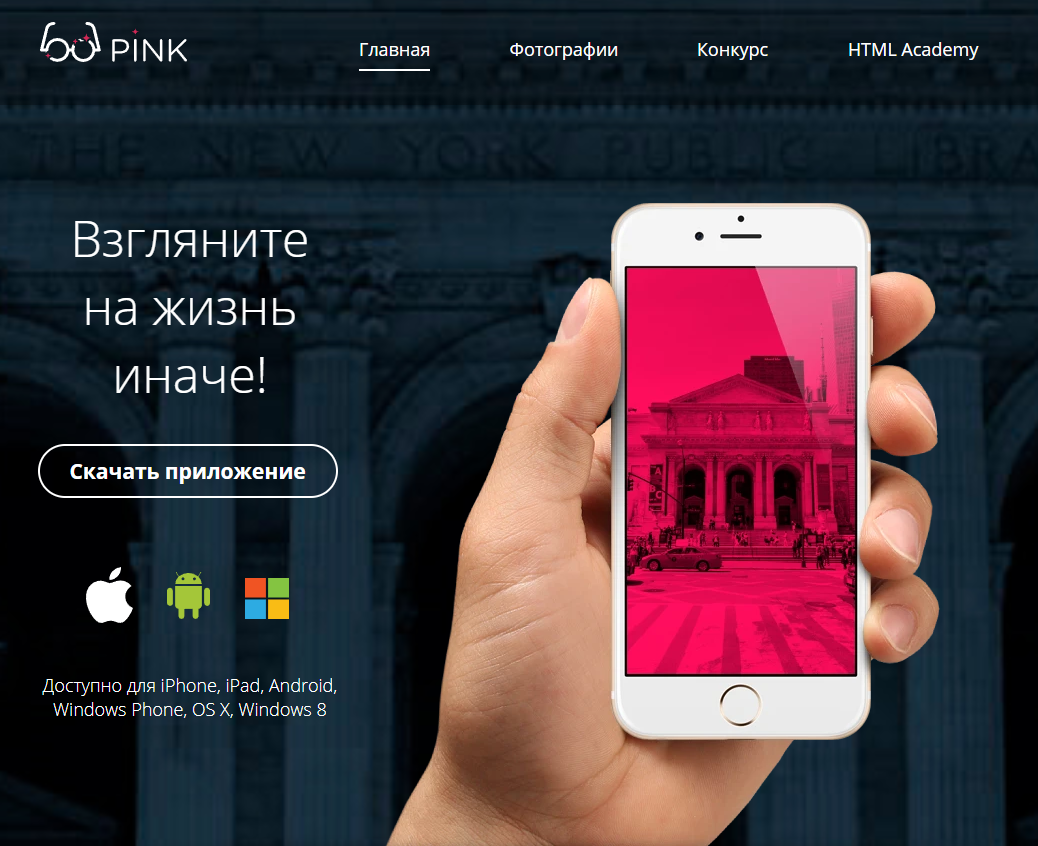 PINK
Главная
Фотографии
Конкурс
HTML Academy
THE NEW YORK PUBLIC LIBRA
Взгляните
на жизнь
иначе!
Скачать приложение
Доступно для iPhone, iPad, Android,
Windows Phone, OS X, Windows 8